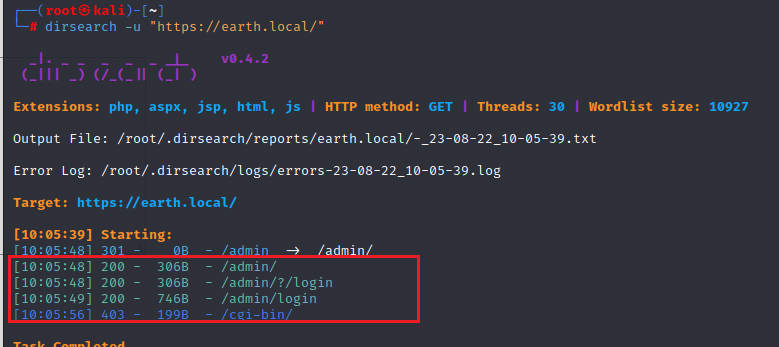 ┌──(root㉿kali)-[~]
└─# dirsearch -u "https://earth.local/"
_|. _ _  _  _  _ _|_    v0.4.2
(_||| _) (/_(_|| (_| )
Extensions: php, aspx, jsp, html, js | HTTP method: GET | Threads: 30 | Wordlist size: 10927
Output File: /root/.dirsearch/reports/earth.local/-_23-08-22_10-05-39.txt
Error Log: /root/.dirsearch/logs/errors-23-08-22_10-05-39.log
Target: https://earth.local/
[10:05:39] Starting:
[10:05:48] 301 -    0B  - /admin  ->  /admin/
[10:05:48] 200 -  306B  - /admin/
[10:05:48] 200 -  306B  - /admin/?/login
[10:05:49] 200 -  746B  - /admin/login
[10:05:56] 403 -  199B  - /cgi-bin/
Task Completed